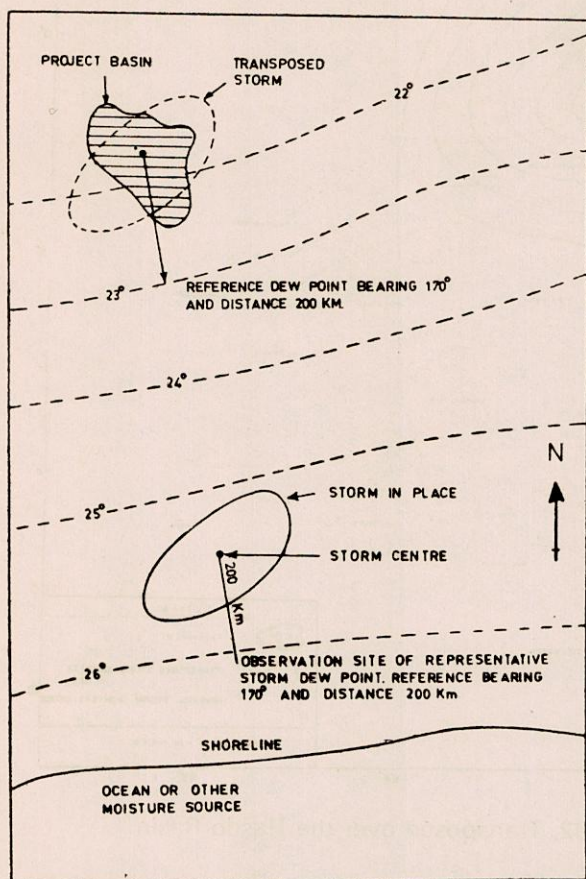 PROJECT BASIN
TRANSPOSED
STORM
22°
23°
REFERENCE DEW POINT BEARING 170°
AND DISTANCE 200 KM.
24°
N
25°
STORM IN PLACE
STORM CENTRE
200 Km
26°
OBSERVATION SITE OF REPRESENTATIVE
STORM DEW POINT. REFERENCE BEARING
170° AND DISTANCE 200 Km
SHORELINE
OCEAN OR OTHER
MOISTURE SOURCE